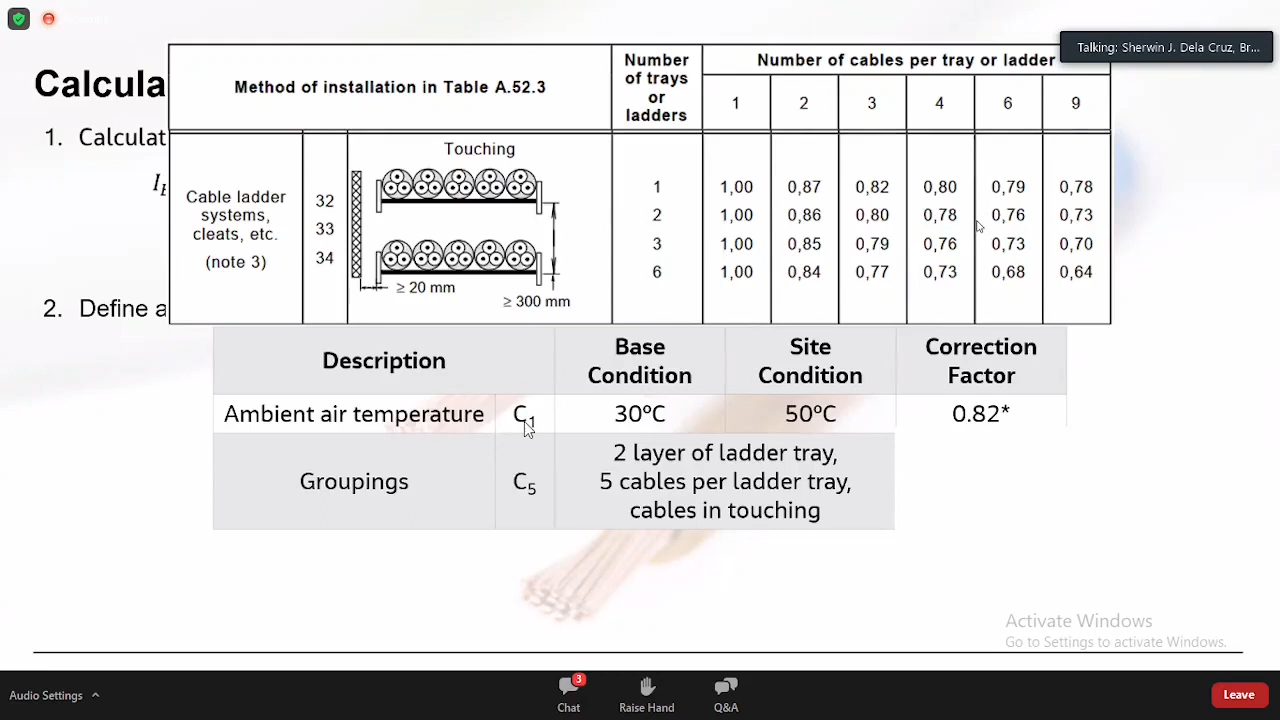 Talking: Sherwin J. Dela Cruz, Br...
Calcula
1. Calculat
I
2. Define a
Method of installation in Table A.52.3
Number of trays or ladders
Number of cables per tray or ladder
1 2 3 4 6 9
Cable ladder systems, cleats, etc. (note 3)
32
33
34
Touching
≥ 20 mm
≥ 300 mm
1 1,00 0,87 0,82 0,80 0,79 0,78
2 1,00 0,86 0,80 0,78 0,76 0,73
3 1,00 0,85 0,79 0,76 0,73 0,70
6 1,00 0,84 0,77 0,73 0,68 0,64
Description
Base Condition
Site Condition
Correction Factor
Ambient air temperature C1 30°C 50°C 0.82*
Groupings C5
2 layer of ladder tray,
5 cables per ladder tray,
cables in touching
Activate Windows
Go to Settings to activate Windows.
Audio Settings
3
Chat
Raise Hand
Q&A
Leave